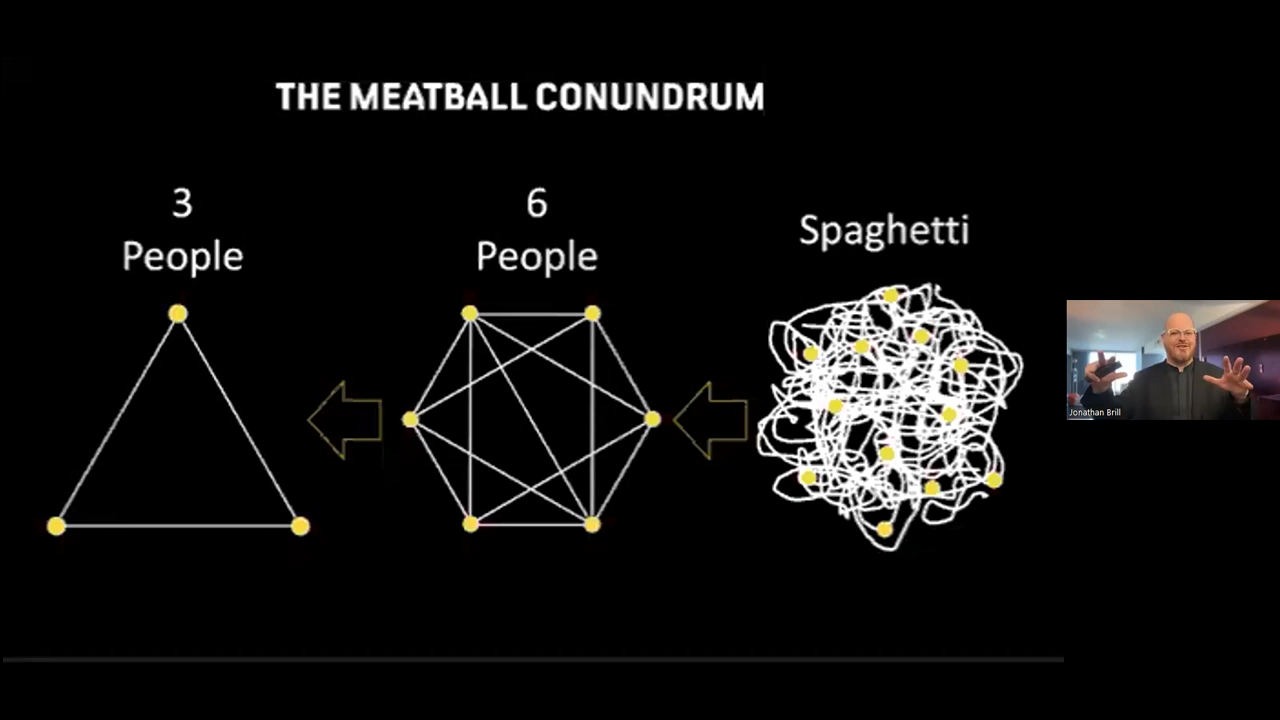 THE MEATBALL CONUNDRUM
3
People
6
People
Spaghetti
Jonathan Brill